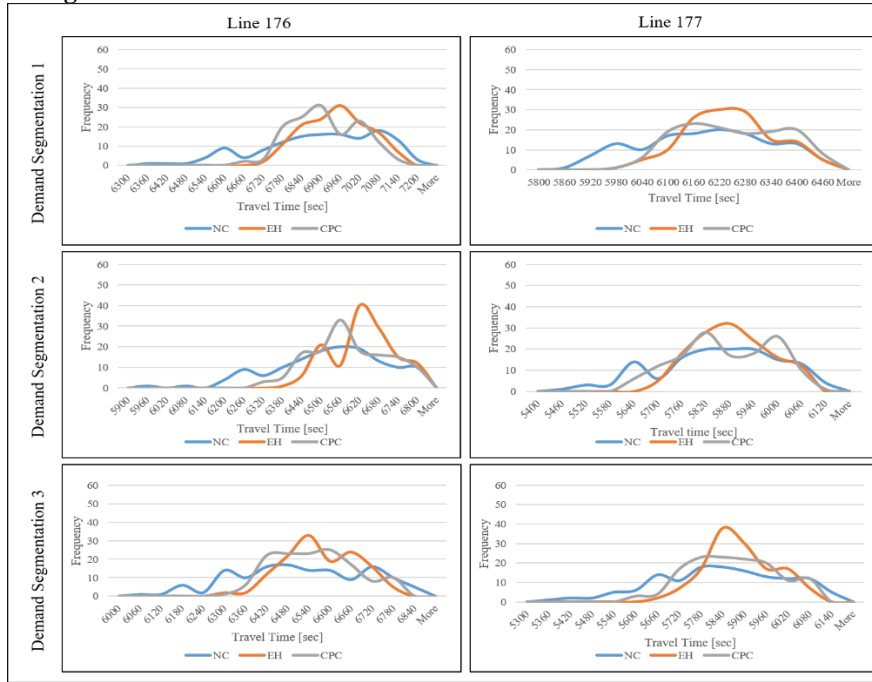 Line 176 Line 177
Demand Segmentation 1
Frequency
60
50
40
30
20
10
0
6300 6360 6420 6480 6540 6600 6660 6720 6780 6840 6900 6960 7020 7080 7140 7200 More
Travel Time [sec]
NC EH CPC
Frequency
60
50
40
30
20
10
0
5800 5860 5920 5980 6040 6100 6160 6220 6280 6340 6400 6460 More
Travel Time [sec]
NC EH CPC
Demand Segmentation 2
Frequency
60
50
40
30
20
10
0
5900 5960 6020 6080 6140 6200 6260 6320 6380 6440 6500 6560 6620 6680 6740 6800 More
Travel Time [sec]
NC EH CPC
Frequency
60
50
40
30
20
10
0
5400 5460 5520 5580 5640 5700 5760 5820 5880 5940 6000 6060 6120 More
Travel time [sec]
NC EH CPC
Demand Segmentation 3
Frequency
60
50
40
30
20
10
0
6000 6060 6120 6180 6240 6300 6360 6420 6480 6540 6600 6660 6720 6780 6840 More
Travel Time [sec]
NC EH CPC
Frequency
60
50
40
30
20
10
0
5300 5360 5420 5480 5540 5600 5660 5720 5780 5840 5900 5960 6020 6080 6140 More
Travel Time [sec]
NC EH CPC